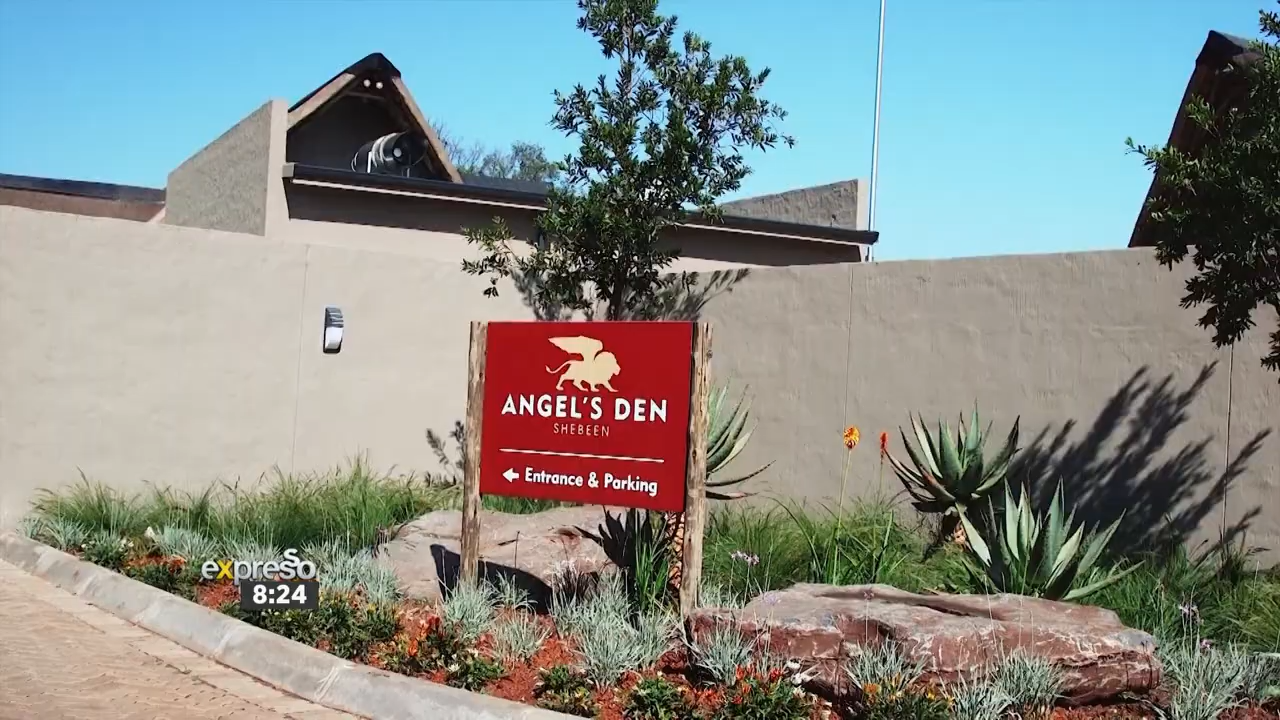 ANGEL'S DEN
SHEBEEN
← Entrance & Parking
expreso
8:24